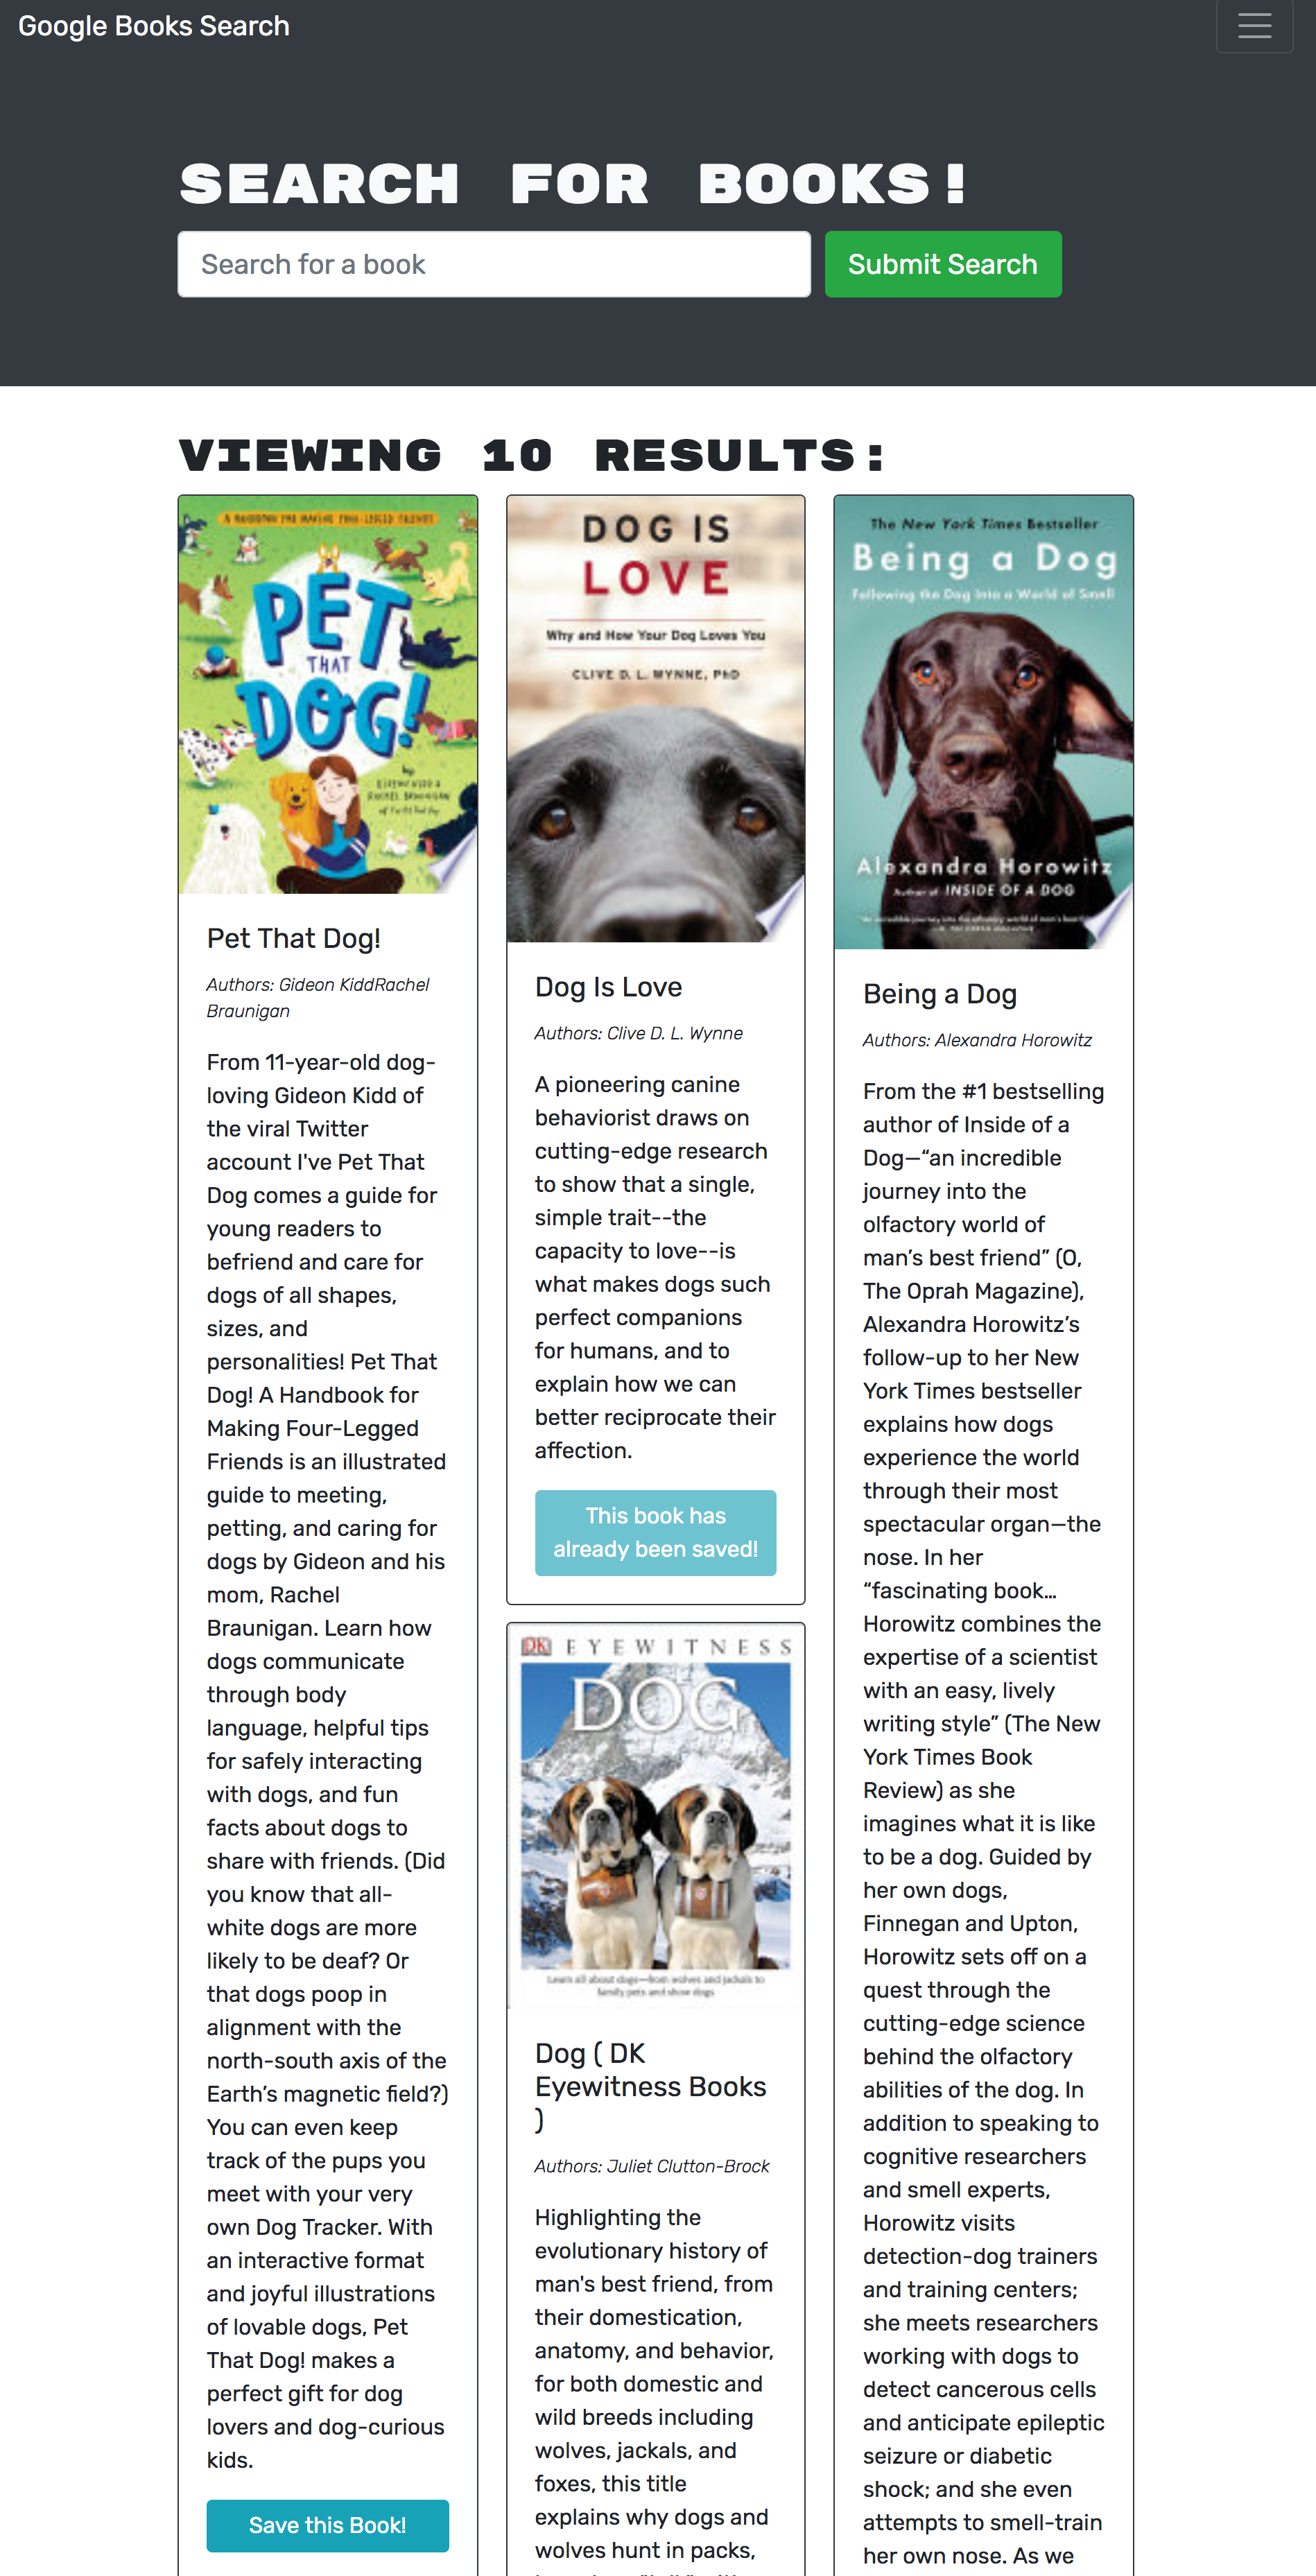 Google Books Search
SEARCH FOR BOOKS!
Search for a book
Submit Search
VIEWING 10 RESULTS:
PET
THAT
DOG!
by
Pet That Dog!
Authors: Gideon KiddRachel
Braunigan
From 11-year-old dog-
loving Gideon Kidd of
the viral Twitter
account I've Pet That
Dog comes a guide for
young readers to
befriend and care for
dogs of all shapes,
sizes, and
personalities! Pet That
Dog! A Handbook for
Making Four-Legged
Friends is an illustrated
guide to meeting,
petting, and caring for
dogs by Gideon and his
mom, Rachel
Braunigan. Learn how
dogs communicate
through body
language, helpful tips
for safely interacting
with dogs, and fun
facts about dogs to
share with friends. (Did
you know that all-
white dogs are more
likely to be deaf? Or
that dogs poop in
alignment with the
north-south axis of the
Earth’s magnetic field?)
You can even keep
track of the pups you
meet with your very
own Dog Tracker. With
an interactive format
and joyful illustrations
of lovable dogs, Pet
That Dog! makes a
perfect gift for dog
lovers and dog-curious
kids.
Save this Book!
DOG IS
LOVE
Why and How Your Dog Loves You
CLIVE D. L. WYNNE, PhD
Dog Is Love
Authors: Clive D. L. Wynne
A pioneering canine
behaviorist draws on
cutting-edge research
to show that a single,
simple trait--the
capacity to love--is
what makes dogs such
perfect companions
for humans, and to
explain how we can
better reciprocate their
affection.
This book has
already been saved!
DK EYEWITNESS
DOG
Learn all about dogs—from wolves and jackals to
family pets and show dogs
Dog ( DK
Eyewitness Books
)
Authors: Juliet Clutton-Brock
Highlighting the
evolutionary history of
man's best friend, from
their domestication,
anatomy, and behavior,
for both domestic and
wild breeds including
wolves, jackals, and
foxes, this title
explains why dogs and
wolves hunt in packs,
The New York Times Bestseller
Being a Dog
Following the Dog Into a World of Smell
Alexandra Horowitz
Author of INSIDE OF A DOG
Being a Dog
Authors: Alexandra Horowitz
From the #1 bestselling
author of Inside of a
Dog—“an incredible
journey into the
olfactory world of
man’s best friend” (O,
The Oprah Magazine),
Alexandra Horowitz’s
follow-up to her New
York Times bestseller
explains how dogs
experience the world
through their most
spectacular organ—the
nose. In her
“fascinating book…
Horowitz combines the
expertise of a scientist
with an easy, lively
writing style” (The New
York Times Book
Review) as she
imagines what it is like
to be a dog. Guided by
her own dogs,
Finnegan and Upton,
Horowitz sets off on a
quest through the
cutting-edge science
behind the olfactory
abilities of the dog. In
addition to speaking to
cognitive researchers
and smell experts,
Horowitz visits
detection-dog trainers
and training centers;
she meets researchers
working with dogs to
detect cancerous cells
and anticipate epileptic
seizure or diabetic
shock; and she even
attempts to smell-train
her own nose. As we